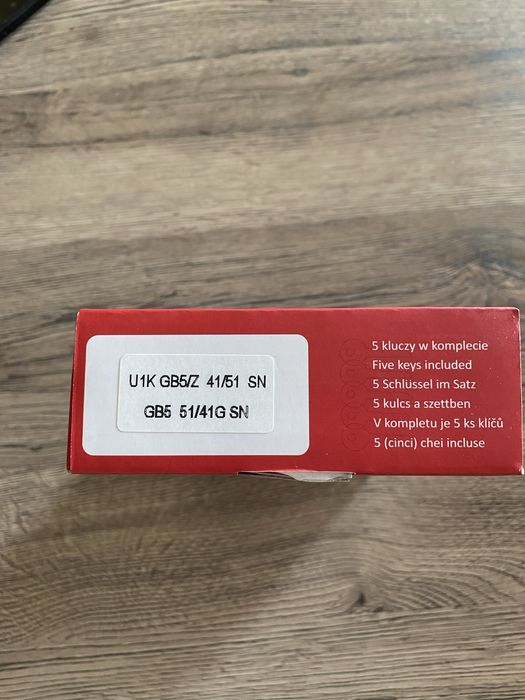 U1K GB5/Z 41/51 SN
GB5 51/41G SN
5 kluczy w komplecie
Five keys included
5 Schlüssel im Satz
5 kulcs a szettben
V kompletu je 5 ks klíčů
5 (cinci) chei incluse